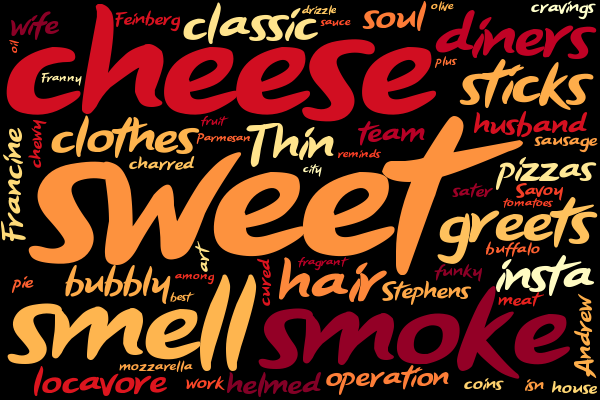 wife
Feinberg
classic
drizzle
sauce
soul
olive
cravings
oil
cheese
diners
Franny
plus
sticks
Francine
chewy
clothes
charred
fruit
Parmesan
Thin
city
team
reminds
husband
sausage
sweet
pizzas
sater
Savoy
tomatoes
greets
buffalo
pie
bubbly
best
among
art
cured
fragrant
hair
Stephens
funky
insta
meat
smell
smoke
Andrew
mozzarella
locavore
work
helmed
operation
coins
isn
house